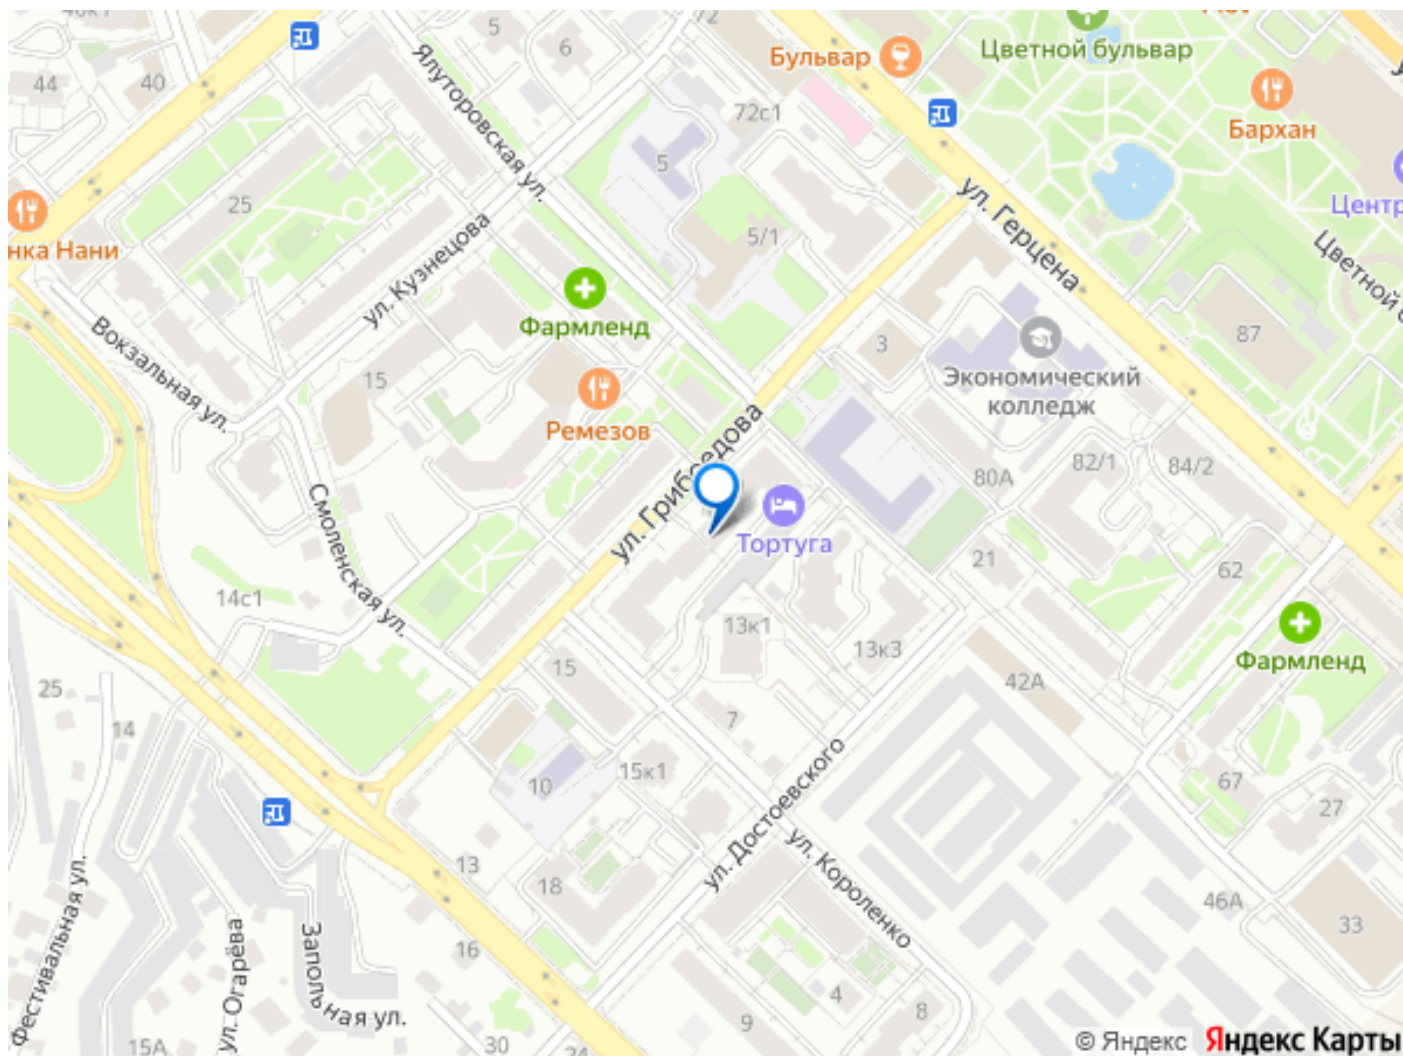 72
5
6
Бульвар
Цветной бульвар
44
40
Ялуторовская ул.
72с1
Бархан
5
25
ул. Герцена
Центр
5/1
нка Нани
ул. Кузнецова
Цветной
Фармленд
Вокзальная ул.
3
87
15
Экономический
колледж
Ремезов
ул. Грибоедова
82/1
84/2
80А
Смоленская ул.
Тортуга
21
62
14с1
13к1
13к3
Фармленд
15
42А
25
7
14
10
15к1
ул. Достоевского
67
27
13
18
ул. Короленко
46А
33
Фестивальная ул.
ул. Огарёва
Запольная ул.
16
4
8
9
15А
30
© Яндекс Яндекс Карты